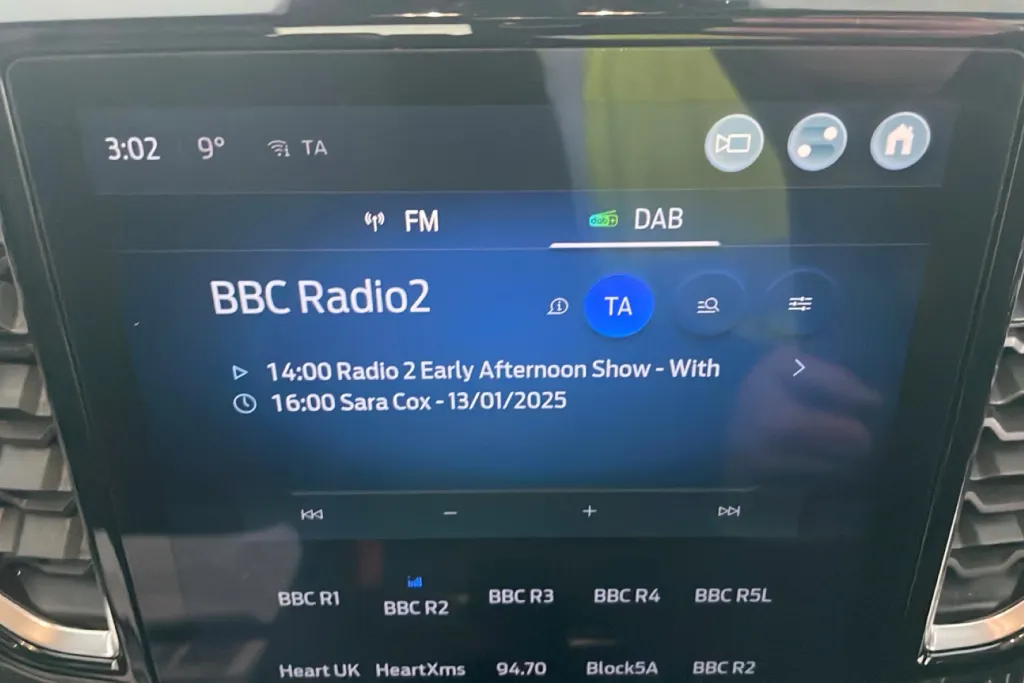 3:02 9° TA
FM dab+ DAB
BBC Radio2 TA
14:00 Radio 2 Early Afternoon Show - With
16:00 Sara Cox - 13/01/2025
BBC R1 BBC R2 BBC R3 BBC R4 BBC R5L
Heart UK HeartXms 94.70 Block5A BBC R2